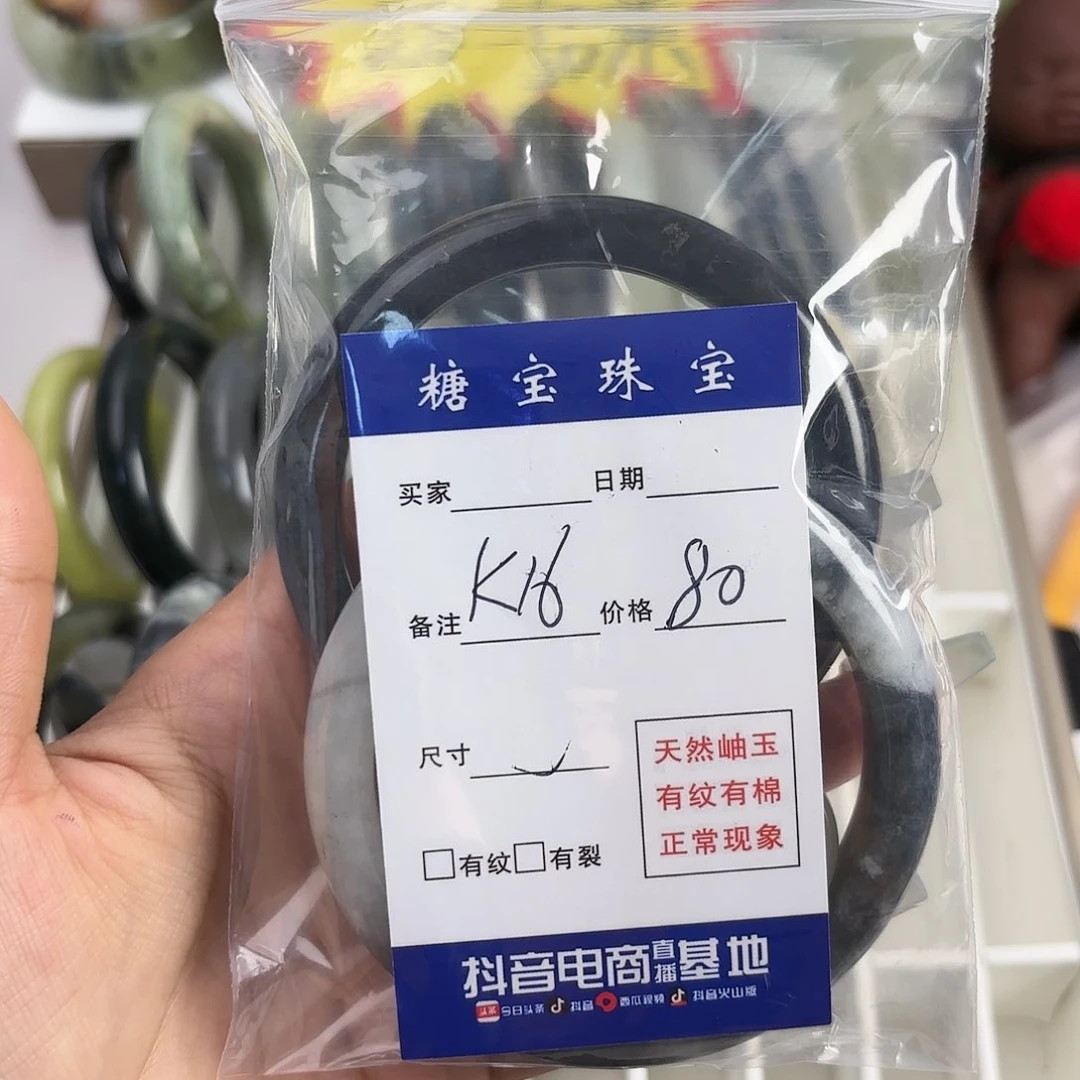 糖宝珠宝
买家 日期
备注 K16 价格 80
尺寸
天然岫玉
有纹有棉
正常现象
□有纹□有裂
抖音电商直播基地
头条 今日头条 抖音 西瓜视频 抖音火山版